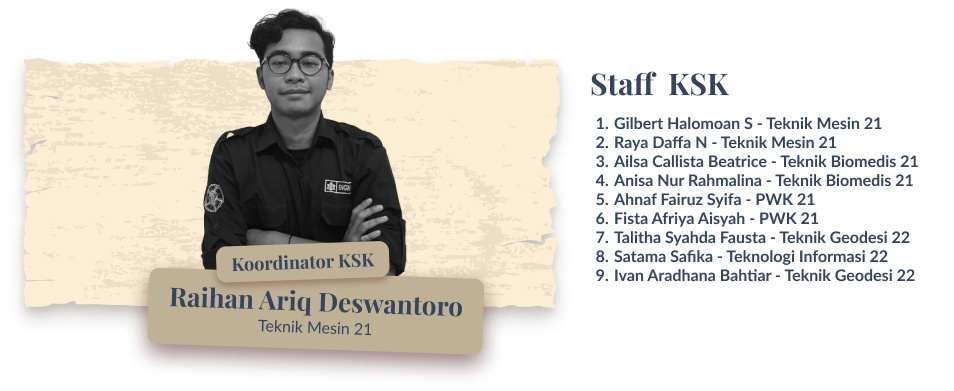 Koordinator KSK
Raihan Ariq Deswantoro
Teknik Mesin 21
Staff KSK
1. Gilbert Halomoan S - Teknik Mesin 21
2. Raya Daffa N - Teknik Mesin 21
3. Ailsa Callista Beatrice - Teknik Biomedis 21
4. Anisa Nur Rahmalina - Teknik Biomedis 21
5. Ahnaf Fairuz Syifa - PWK 21
6. Fista Afriya Aisyah - PWK 21
7. Talitha Syahda Fausta - Teknik Geodesi 22
8. Satama Safika - Teknologi Informasi 22
9. Ivan Aradhana Bahtiar - Teknik Geodesi 22